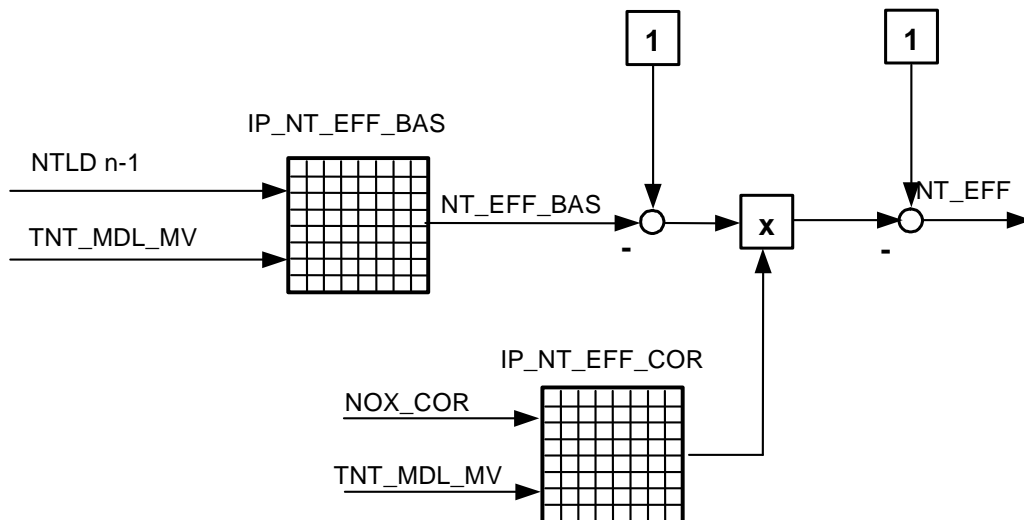 1
1
IP_NT_EFF_BAS
NTLD n-1
NT_EFF_BAS
NT_EFF
TNT_MDL_MV
-
x
-
IP_NT_EFF_COR
NOX_COR
TNT_MDL_MV